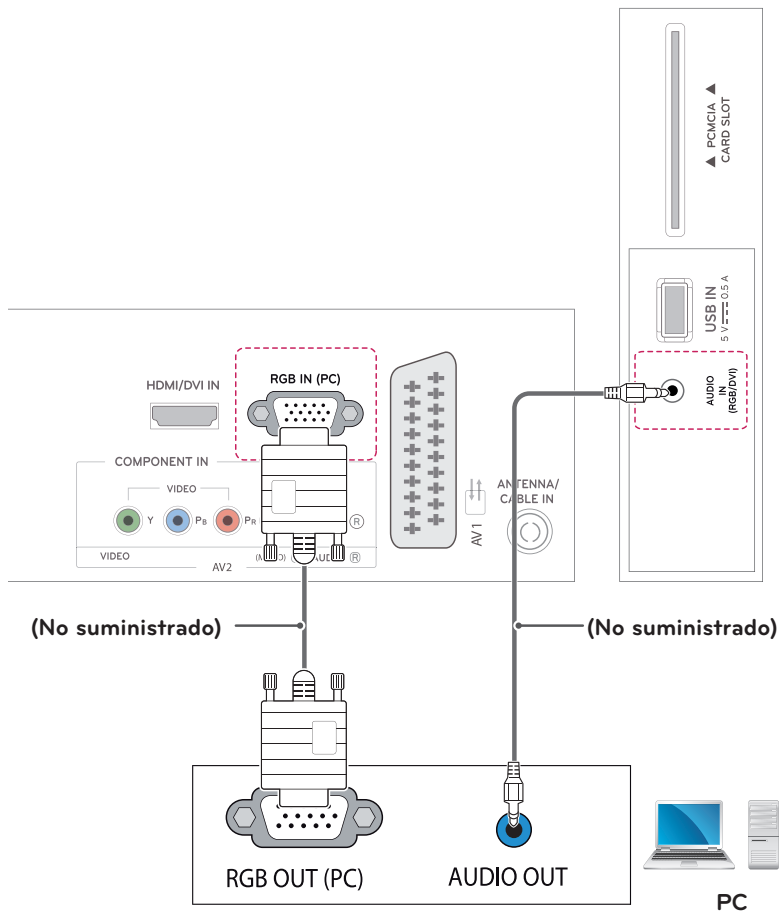 ▲ PCMCIA ▲
CARD SLOT
USB IN
5 V 0.5 A
AUDIO
IN
(RGB/DVI)
HDMI/DVI IN
RGB IN (PC)
COMPONENT IN
VIDEO
Y
PB
PR
R
VIDEO
AV2
R
AV1
ANTENNA/
CABLE IN
(No suministrado)
(No suministrado)
RGB OUT (PC)
AUDIO OUT
PC